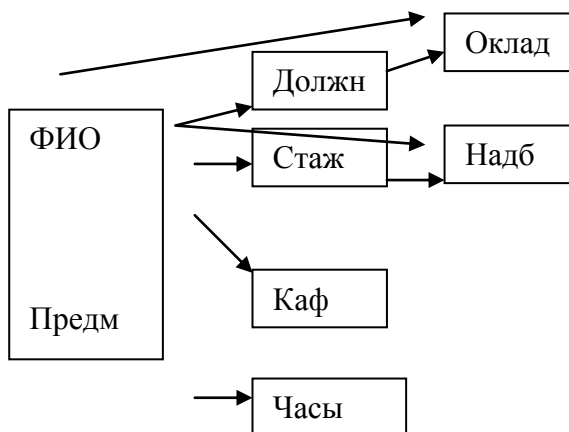 Оклад
Должн
ФИО
Стаж
Надб
Каф
Предм
Часы